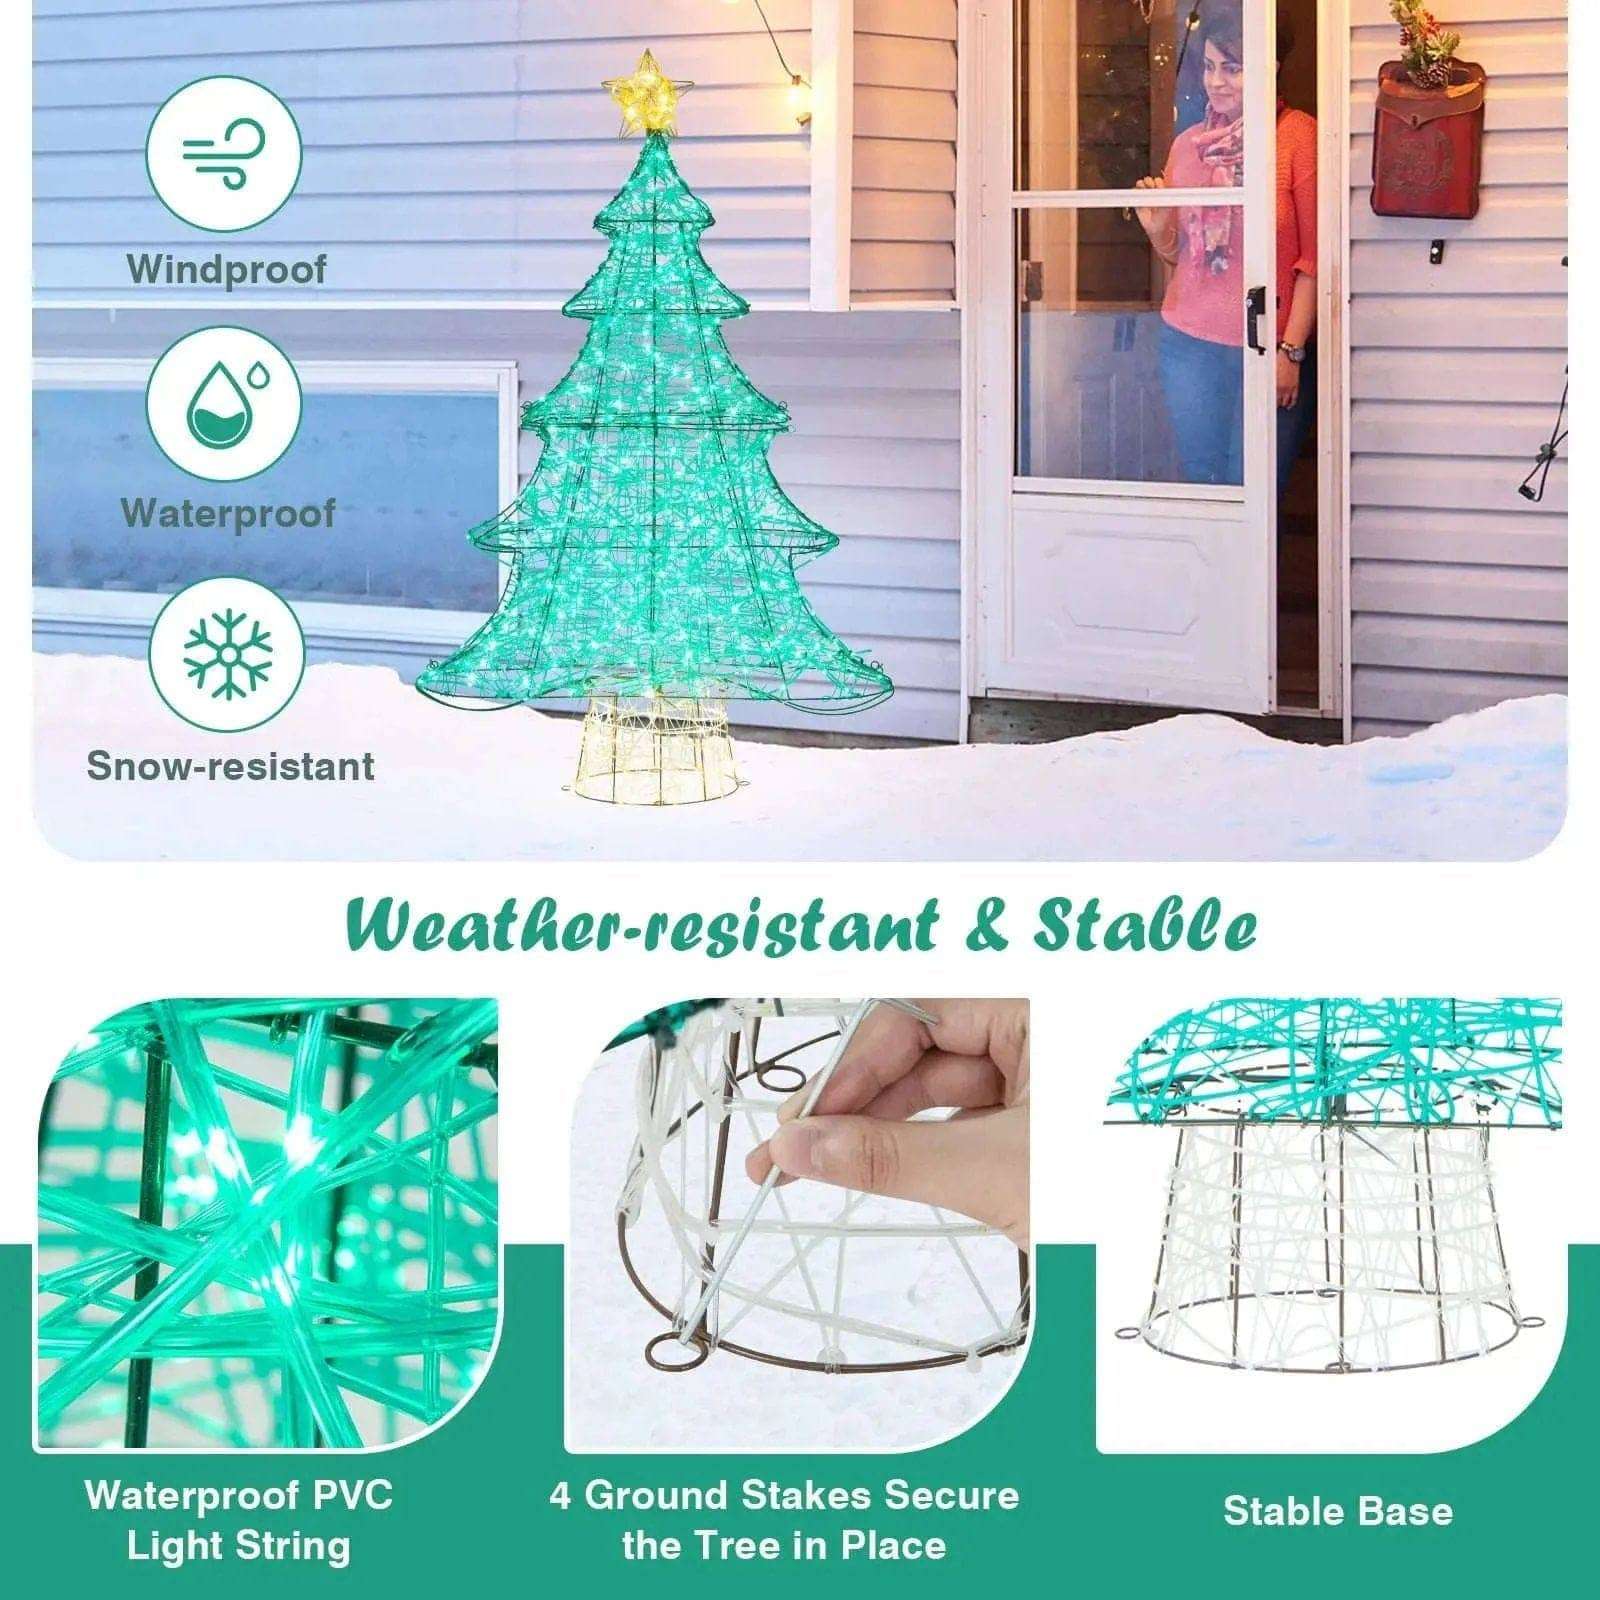 Windproof
Waterproof
Snow-resistant
Weather-resistant & Stable
Waterproof PVC
Light String
4 Ground Stakes Secure
the Tree in Place
Stable Base